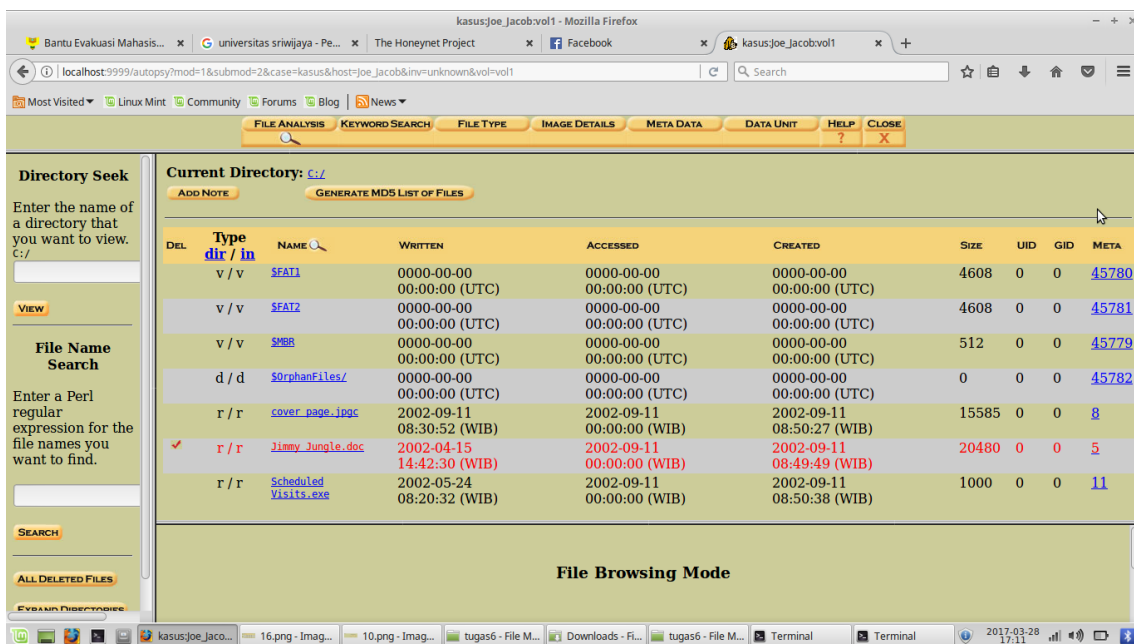 kasus:Joe_Jacob:vol1 - Mozilla Firefox
Bantu Evakuasi Mahasis... universitas sriwijaya - Pe... The Honeynet Project Facebook kasus:Joe_Jacob:vol1
localhost:9999/autopsy?mod=1&submod=2&case=kasus&host=Joe_Jacob&inv=unknown&vol=vol1 Search
Most Visited Linux Mint Community Forums Blog News
FILE ANALYSIS KEYWORD SEARCH FILE TYPE IMAGE DETAILS META DATA DATA UNIT HELP CLOSE
? X
Directory Seek
Enter the name of
a directory that
you want to view.
C:/
VIEW
File Name
Search
Enter a Perl
regular
expression for the
file names you
want to find.
SEARCH
ALL DELETED FILES
EXPAND DIRECTORIES
Current Directory: C:/
ADD NOTE GENERATE MD5 LIST OF FILES
DEL Type NAME WRITTEN ACCESSED CREATED SIZE UID GID META
dir / in
v / v $FAT1 0000-00-00 0000-00-00 0000-00-00 4608 0 0 45780
00:00:00 (UTC) 00:00:00 (UTC) 00:00:00 (UTC)
v / v $FAT2 0000-00-00 0000-00-00 0000-00-00 4608 0 0 45781
00:00:00 (UTC) 00:00:00 (UTC) 00:00:00 (UTC)
v / v $MBR 0000-00-00 0000-00-00 0000-00-00 512 0 0 45779
00:00:00 (UTC) 00:00:00 (UTC) 00:00:00 (UTC)
d / d $OrphanFiles/ 0000-00-00 0000-00-00 0000-00-00 0 0 0 45782
00:00:00 (UTC) 00:00:00 (UTC) 00:00:00 (UTC)
r / r cover page.jpgc 2002-09-11 2002-09-11 2002-09-11 15585 0 0 8
08:30:52 (WIB) 00:00:00 (WIB) 08:50:27 (WIB)
r / r Jimmy Jungle.doc 2002-04-15 2002-09-11 2002-09-11 20480 0 0 5
14:42:30 (WIB) 00:00:00 (WIB) 08:49:49 (WIB)
r / r Scheduled 2002-05-24 2002-09-11 2002-09-11 1000 0 0 11
Visits.exe 08:20:32 (WIB) 00:00:00 (WIB) 08:50:38 (WIB)
File Browsing Mode
kasus:Joe_Jaco... 16.png - Imag... 10.png - Imag... tugas6 - File M... Downloads - Fi... tugas6 - File M... Terminal Terminal 2017-03-28
17:11